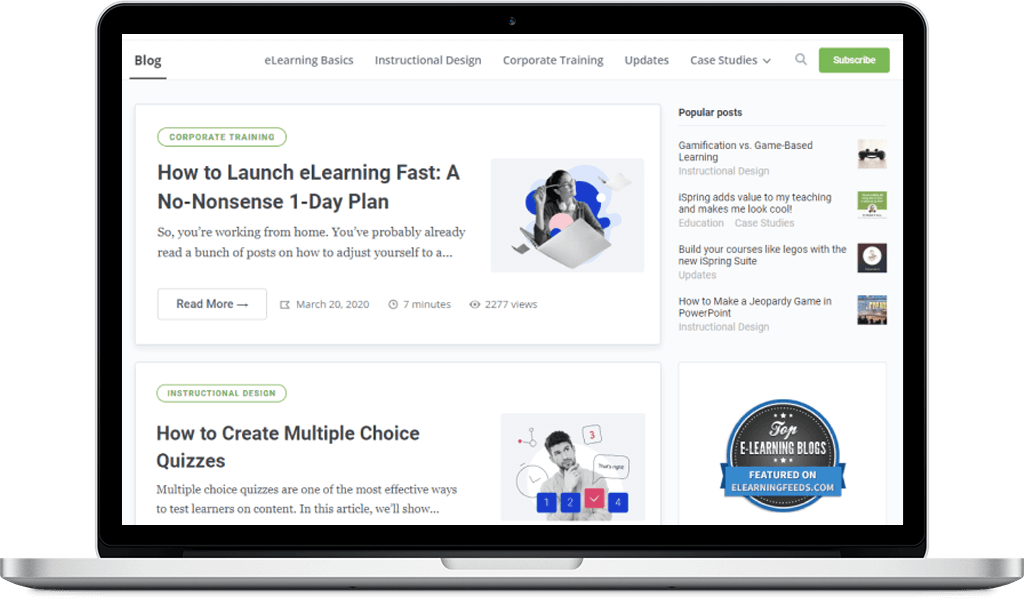 Blog
eLearning Basics
Instructional Design
Corporate Training
Updates
Case Studies
Subscribe
CORPORATE TRAINING
How to Launch eLearning Fast: A
No-Nonsense 1-Day Plan
So, you’re working from home. You’ve probably already
read a bunch of posts on how to adjust yourself to a...
Read More →
March 20, 2020
7 minutes
2277 views
INSTRUCTIONAL DESIGN
How to Create Multiple Choice
Quizzes
Multiple choice quizzes are one of the most effective ways
to test learners on content. In this article, we’ll show...
3
That's right!
1 2 4
Popular posts
Gamification vs. Game-Based
Learning
Instructional Design
iSpring adds value to my teaching
and makes me look cool!
Education Case Studies
Build your courses like legos with the
new iSpring Suite
Updates
How to Make a Jeopardy Game in
PowerPoint
Instructional Design
Top
E-LEARNING BLOGS
FEATURED ON
ELEARNINGFEEDS.COM